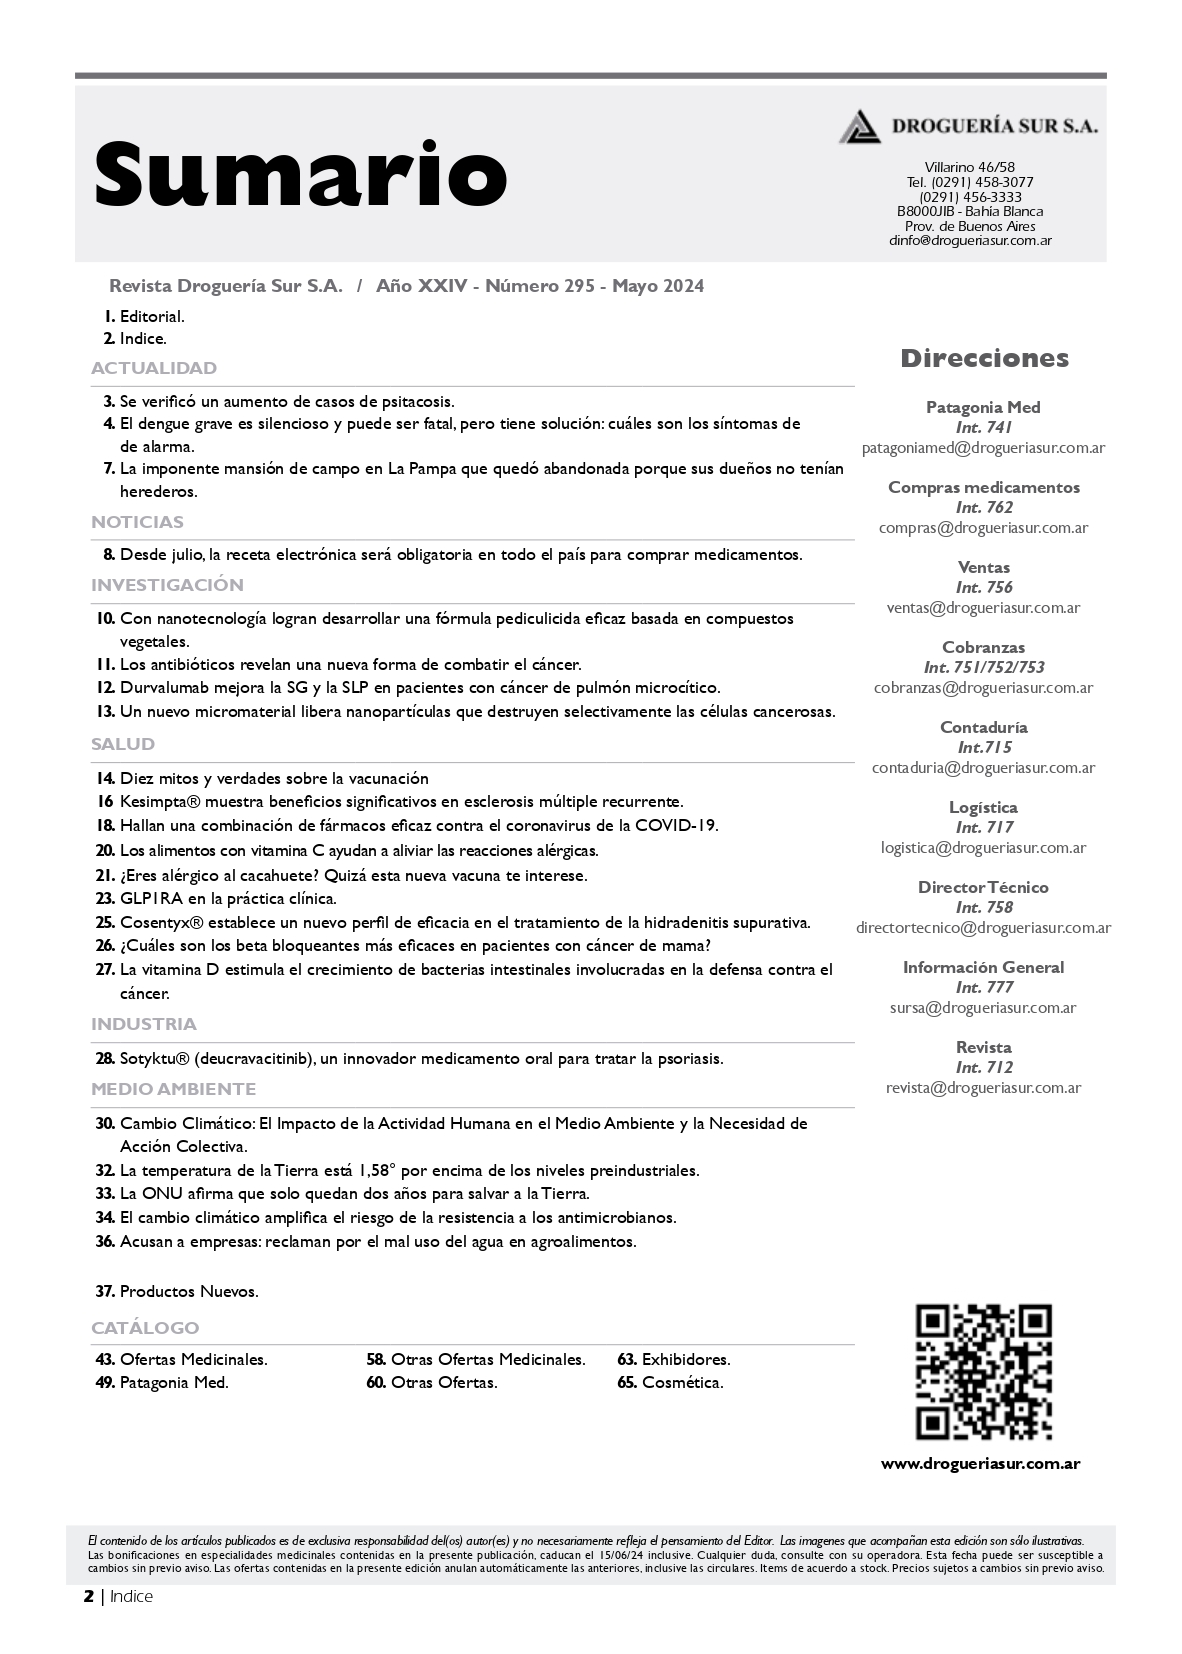 Sumario
DROGUERÍA SUR S.A.
Villarino 46/58
Tel. (0291) 458-3077
(0291) 456-3333
B8000JIB - Bahía Blanca
Prov. de Buenos Aires
dinfo@drogueriasur.com.ar
Revista Droguería Sur S.A. / Año XXIV - Número 295 - Mayo 2024
1. Editorial.
2. Indice.
ACTUALIDAD
3. Se verificó un aumento de casos de psitacosis.
4. El dengue grave es silencioso y puede ser fatal, pero tiene solución: cuáles son los síntomas de
de alarma.
7. La imponente mansión de campo en La Pampa que quedó abandonada porque sus dueños no tenían
herederos.
NOTICIAS
8. Desde julio, la receta electrónica será obligatoria en todo el país para comprar medicamentos.
INVESTIGACIÓN
10. Con nanotecnología logran desarrollar una fórmula pediculicida eficaz basada en compuestos
vegetales.
11. Los antibióticos revelan una nueva forma de combatir el cáncer.
12. Durvalumab mejora la SG y la SLP en pacientes con cáncer de pulmón microcítico.
13. Un nuevo micromaterial libera nanopartículas que destruyen selectivamente las células cancerosas.
SALUD
14. Diez mitos y verdades sobre la vacunación
16 Kesimpta® muestra beneficios significativos en esclerosis múltiple recurrente.
18. Hallan una combinación de fármacos eficaz contra el coronavirus de la COVID-19.
20. Los alimentos con vitamina C ayudan a aliviar las reacciones alérgicas.
21. ¿Eres alérgico al cacahuete? Quizá esta nueva vacuna te interese.
23. GLP1RA en la práctica clínica.
25. Cosentyx® establece un nuevo perfil de eficacia en el tratamiento de la hidradenitis supurativa.
26. ¿Cuáles son los beta bloqueantes más eficaces en pacientes con cáncer de mama?
27. La vitamina D estimula el crecimiento de bacterias intestinales involucradas en la defensa contra el
cáncer.
INDUSTRIA
28. Sotyktu® (deucravacitinib), un innovador medicamento oral para tratar la psoriasis.
MEDIO AMBIENTE
30. Cambio Climático: El Impacto de la Actividad Humana en el Medio Ambiente y la Necesidad de
Acción Colectiva.
32. La temperatura de la Tierra está 1,58° por encima de los niveles preindustriales.
33. La ONU afirma que solo quedan dos años para salvar a la Tierra.
34. El cambio climático amplifica el riesgo de la resistencia a los antimicrobianos.
36. Acusan a empresas: reclaman por el mal uso del agua en agroalimentos.
37. Productos Nuevos.
CATÁLOGO
43. Ofertas Medicinales.
49. Patagonia Med.
58. Otras Ofertas Medicinales.
60. Otras Ofertas.
63. Exhibidores.
65. Cosmética.
Direcciones
Patagonia Med
Int. 741
patagoniamed@drogueriasur.com.ar
Compras medicamentos
Int. 762
compras@drogueriasur.com.ar
Ventas
Int. 756
ventas@drogueriasur.com.ar
Cobranzas
Int. 751/752/753
cobranzas@drogueriasur.com.ar
Contaduría
Int.715
contaduria@drogueriasur.com.ar
Logística
Int. 717
logistica@drogueriasur.com.ar
Director Técnico
Int. 758
directortecnico@drogueriasur.com.ar
Información General
Int. 777
sursa@drogueriasur.com.ar
Revista
Int. 712
revista@drogueriasur.com.ar
www.drogueriasur.com.ar
El contenido de los artículos publicados es de exclusiva responsabilidad del(os) autor(es) y no necesariamente refleja el pensamiento del Editor. Las imagenes que acompañan esta edición son sólo ilustrativas.
Las bonificaciones en especialidades medicinales contenidas en la presente publicación, caducan el 15/06/24 inclusive. Cualquier duda, consulte con su operadora. Esta fecha puede ser susceptible a
cambios sin previo aviso. Las ofertas contenidas en la presente edición anulan automáticamente las anteriores, inclusive las circulares. Items de acuerdo a stock. Precios sujetos a cambios sin previo aviso.
2 | Indice